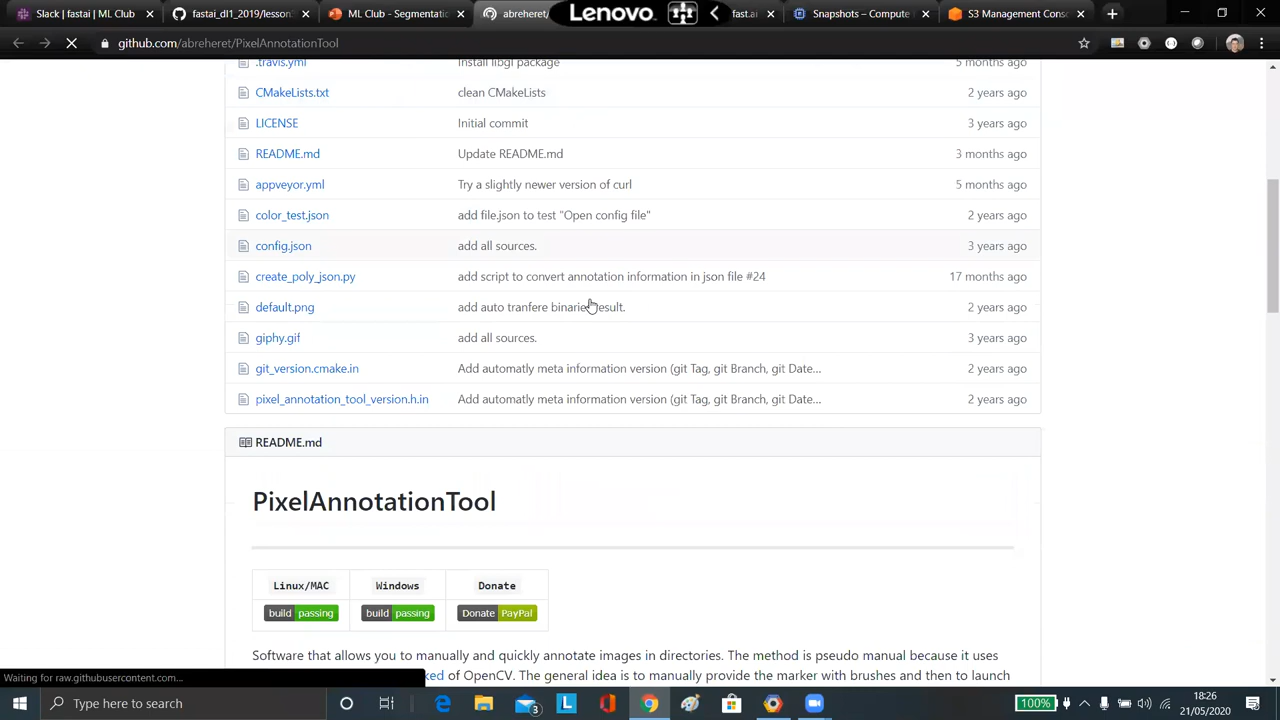 Slack | fastai | ML Club
fastai_dl1_2019/lesson
ML Club - Segmentatio
abreheret/
Lenovo
fast.ai
Snapshots – Compute
S3 Management Cons
github.com/abreheret/PixelAnnotationTool
.travis.yml Install libgl package 5 months ago
CMakeLists.txt clean CMakeLists 2 years ago
LICENSE Initial commit 3 years ago
README.md Update README.md 3 months ago
appveyor.yml Try a slightly newer version of curl 5 months ago
color_test.json add file.json to test "Open config file" 2 years ago
config.json add all sources. 3 years ago
create_poly_json.py add script to convert annotation information in json file #24 17 months ago
default.png add auto tranfere binaries result. 2 years ago
giphy.gif add all sources. 3 years ago
git_version.cmake.in Add automatly meta information version (git Tag, git Branch, git Date... 2 years ago
pixel_annotation_tool_version.h.in Add automatly meta information version (git Tag, git Branch, git Date... 2 years ago
README.md
PixelAnnotationTool
Linux/MAC Windows Donate
build passing build passing Donate PayPal
Software that allows you to manually and quickly annotate images in directories. The method is pseudo manual because it uses
ked of OpenCV. The general idea is to manually provide the marker with brushes and then to launch
Waiting for raw.githubusercontent.com...
Type here to search
3
L
100%
18:26
21/05/2020